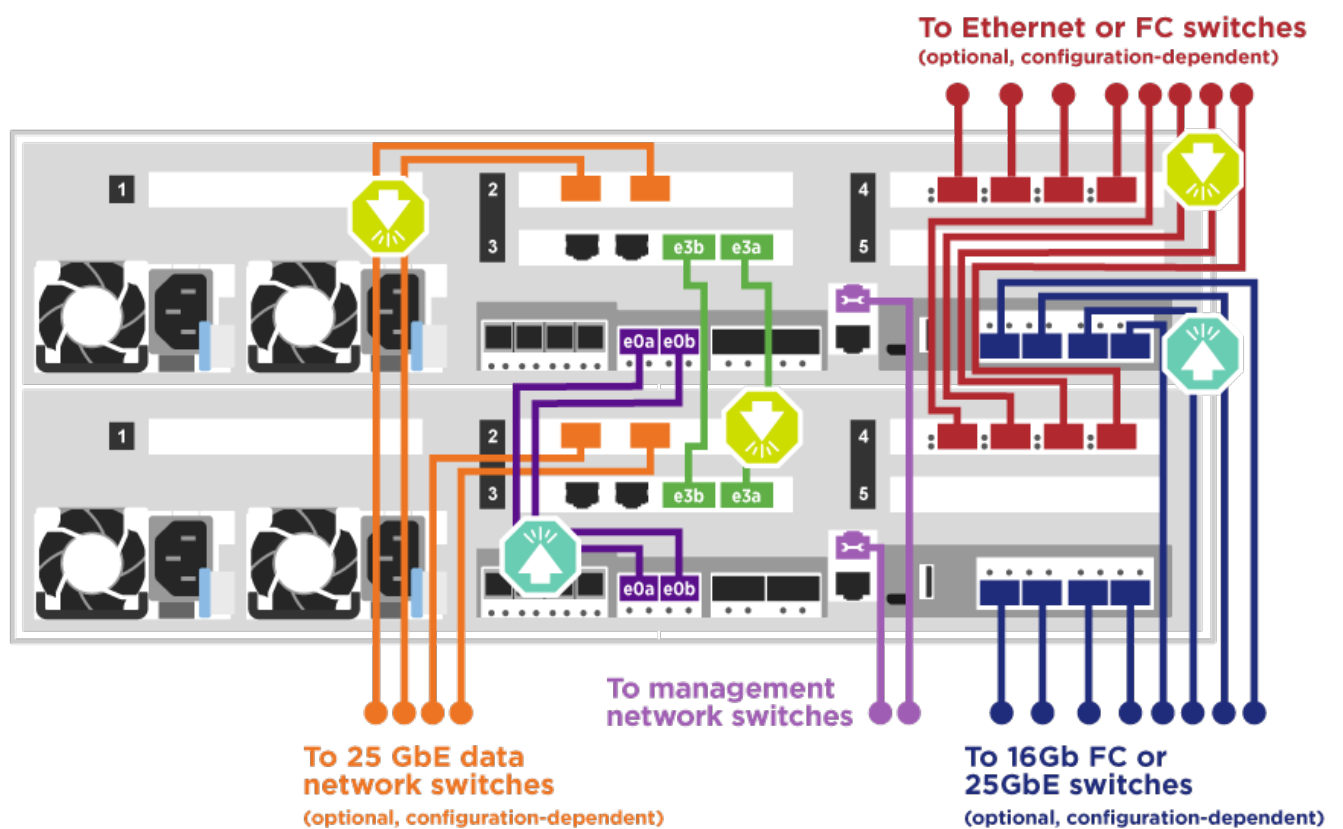 To Ethernet or FC switches
(optional, configuration-dependent)
1
2
4
3
e3b
e3a
5
e0a
e0b
1
2
4
3
e3b
e3a
5
e0a
e0b
To management
network switches
To 25 GbE data
network switches
(optional, configuration-dependent)
To 16Gb FC or
25GbE switches
(optional, configuration-dependent)